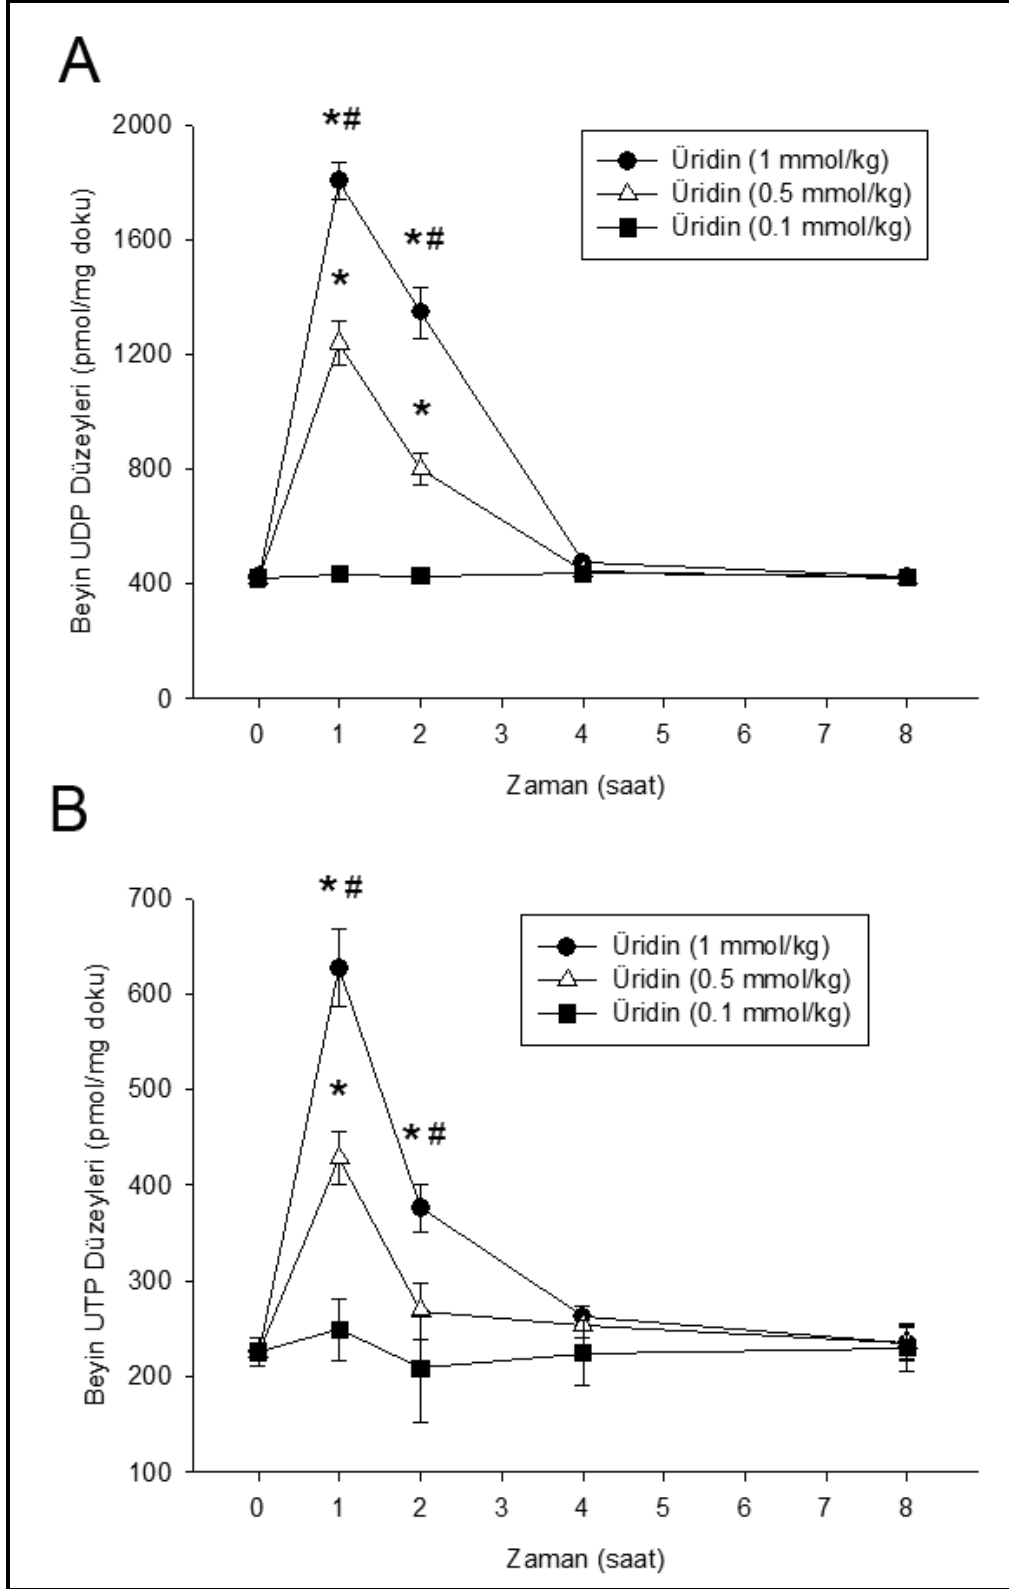 A
*#
2000
Üridin (1 mmol/kg)
Üridin (0.5 mmol/kg)
Üridin (0.1 mmol/kg)
*#
1600
*
1200
*
800
400
0
Beyin UDP Düzeyleri (pmol/mg doku)
0 1 2 3 4 5 6 7 8
Zaman (saat)
B
*#
700
Üridin (1 mmol/kg)
Üridin (0.5 mmol/kg)
Üridin (0.1 mmol/kg)
600
*
500
*#
400
300
200
100
Beyin UTP Düzeyleri (pmol/mg doku)
0 1 2 3 4 5 6 7 8
Zaman (saat)